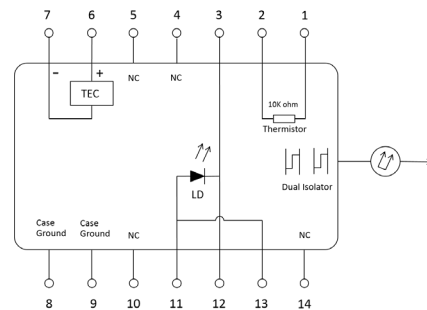 7 6 5 4 3 2 1
- +
NC NC
TEC
10K ohm
Thermistor
Dual Isolator
LD
Case
Ground
Case
Ground
NC
NC
8 9 10 11 12 13 14